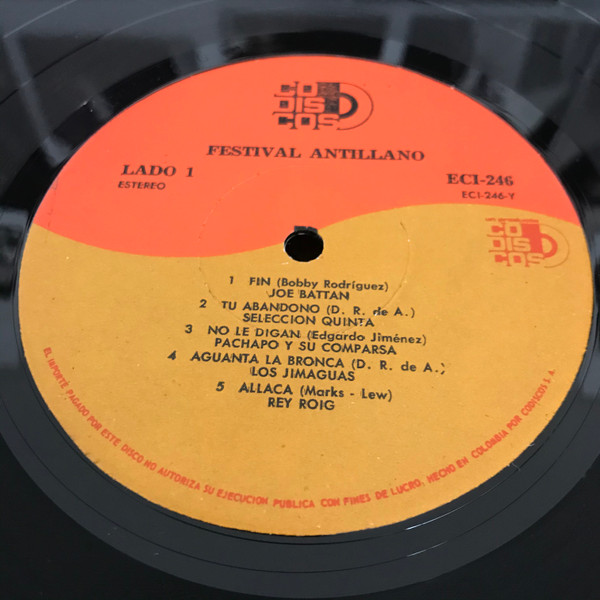 CO
DIS
COS
FESTIVAL ANTILLANO
LADO 1
ESTEREO
ECI-246
ECI-246-Y
CO
DIS
COS
1 FIN (Bobby Rodríguez)
JOE BATTAN
2 TU ABANDONO (D. R. de A.)
SELECCION QUINTA
3 NO LE DIGAN (Edgardo Jiménez)
PACHAPO Y SU COMPARSA
4 AGUANTA LA BRONCA (D. R. de A.)
LOS JIMAGUAS
5 ALLACA (Marks - Lew)
REY ROIG
EL IMPORTE PAGADO POR ESTE DISCO NO AUTORIZA SU EJECUCION PUBLICA CON FINES DE LUCRO. HECHO EN COLOMBIA POR CODISCOS S. A.